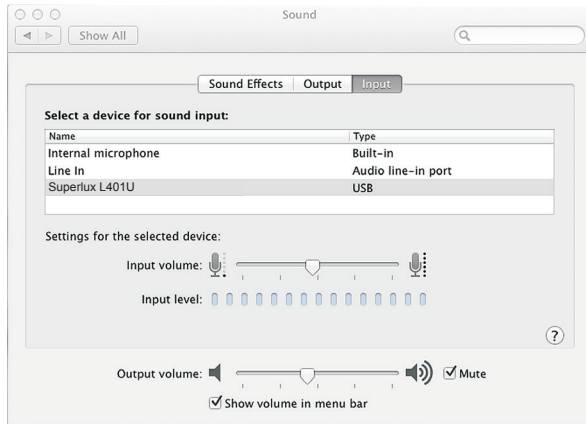 Sound
Show All
Sound Effects Output Input
Select a device for sound input:
Name Type
Internal microphone Built-in
Line In Audio line-in port
Superlux L401U USB
Settings for the selected device:
Input volume:
Input level:
?
Output volume: Mute
Show volume in menu bar